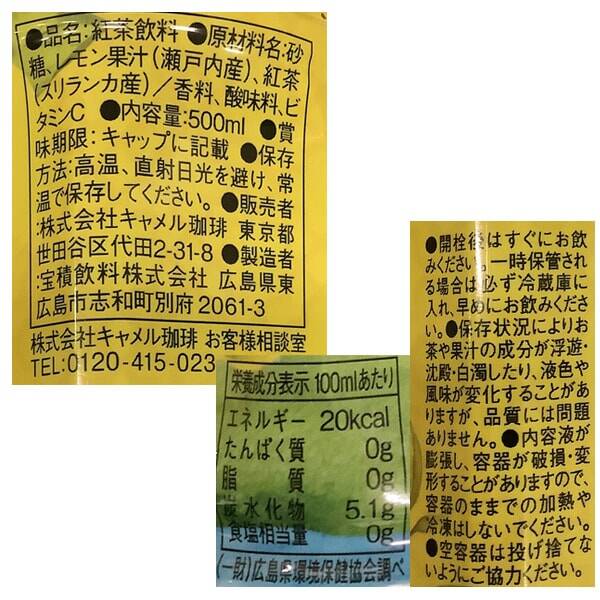 ●品名:紅茶飲料 ●原材料名:砂
糖、レモン果汁(瀬戸内産)、紅茶
(スリランカ産)/香料、酸味料、ビ
タミンC ●内容量:500ml ●賞
味期限:キャップに記載 ●保存
方法:高温、直射日光を避け、常
温で保存してください。●販売者
:株式会社キャメル珈琲 東京都
世田谷区代田2-31-8 ●製造者
:宝積飲料株式会社 広島県東
広島市志和町別府2061-3
株式会社キャメル珈琲 お客様相談室
TEL:0120-415-023
栄養成分表示 100mlあたり
エネルギー 20kcal
たんぱく質 0g
脂質 0g
炭水化物 5.1g
食塩相当量 0g
(一財)広島県環境保健協会調べ
●開栓後はすぐにお飲
みください。一時保管され
る場合は必ず冷蔵庫に
入れ、早めにお飲みくださ
い。●保存状況によりお
茶や果汁の成分が浮遊・
沈殿・白濁したり、液色や
風味が変化することがあ
りますが、品質には問題
ありません。●内容液が
膨張し、容器が破損・変
形することがありますので、
容器のままでの加熱や
冷凍はしないでください。
●空容器は投げ捨てな
いようにご協力ください。